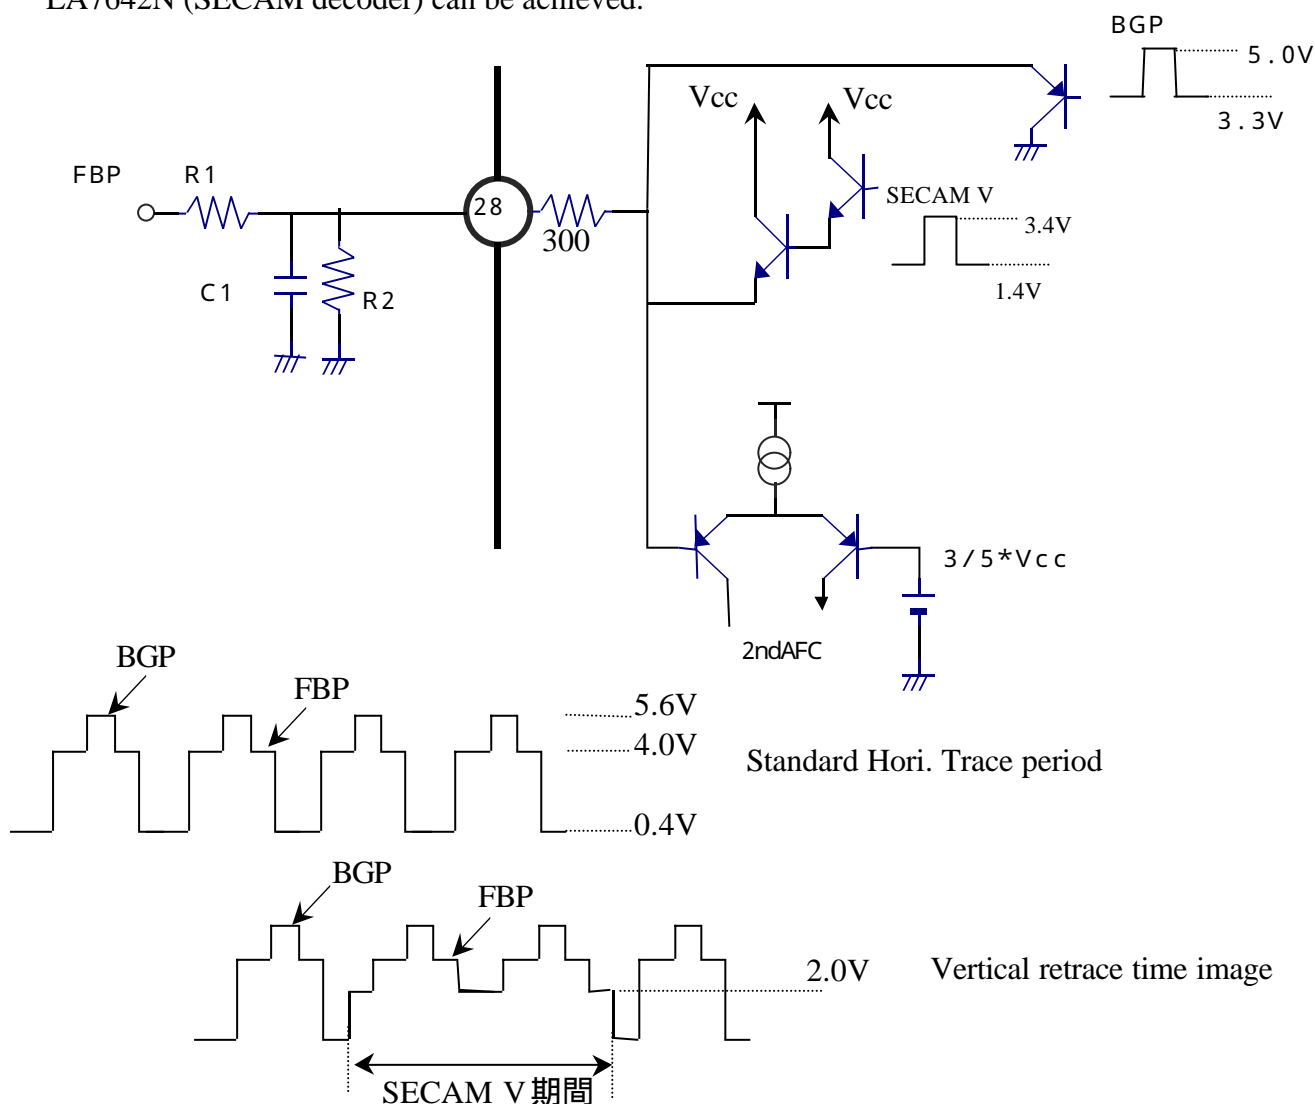 LA7642N (SECAM decoder) can be achieved.
BGP
5.0V
3.3V
Vcc
Vcc
FBP
R1
28
300
SECAM V
3.4V
1.4V
C1
R2
3/5*Vcc
2ndAFC
BGP
FBP
5.6V
4.0V
Standard Hori. Trace period
0.4V
BGP
FBP
2.0V
Vertical retrace time image
SECAM V期間